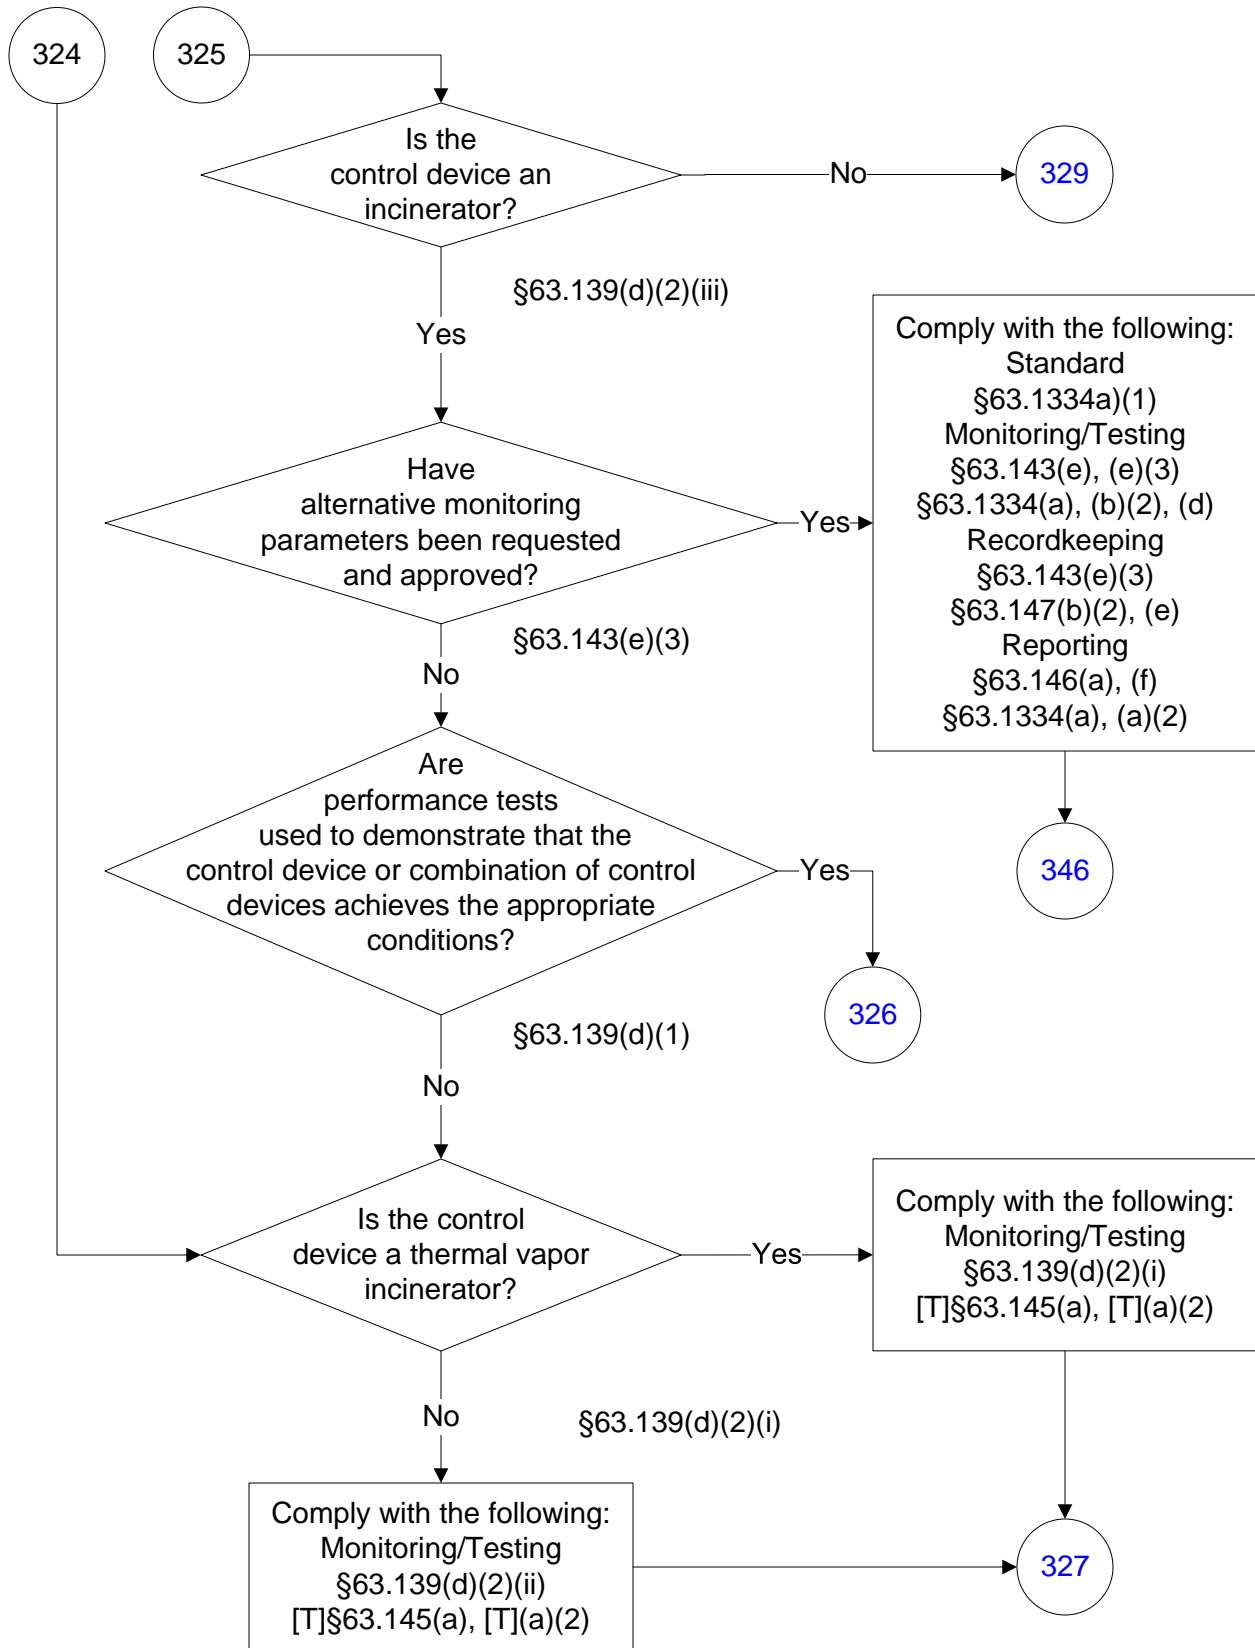 324
325
Is the
control device an
incinerator?
No
329
§63.139(d)(2)(iii)
Yes
Comply with the following:
Standard
§63.1334a)(1)
Monitoring/Testing
§63.143(e), (e)(3)
§63.1334(a), (b)(2), (d)
Recordkeeping
§63.143(e)(3)
§63.147(b)(2), (e)
Reporting
§63.146(a), (f)
§63.1334(a), (a)(2)
Have
alternative monitoring
parameters been requested
and approved?
Yes
§63.143(e)(3)
No
346
Are
performance tests
used to demonstrate that the
control device or combination of control
devices achieves the appropriate
conditions?
Yes
326
§63.139(d)(1)
No
Is the control
device a thermal vapor
incinerator?
Yes
Comply with the following:
Monitoring/Testing
§63.139(d)(2)(i)
[T]§63.145(a), [T](a)(2)
No
§63.139(d)(2)(i)
Comply with the following:
Monitoring/Testing
§63.139(d)(2)(ii)
[T]§63.145(a), [T](a)(2)
327